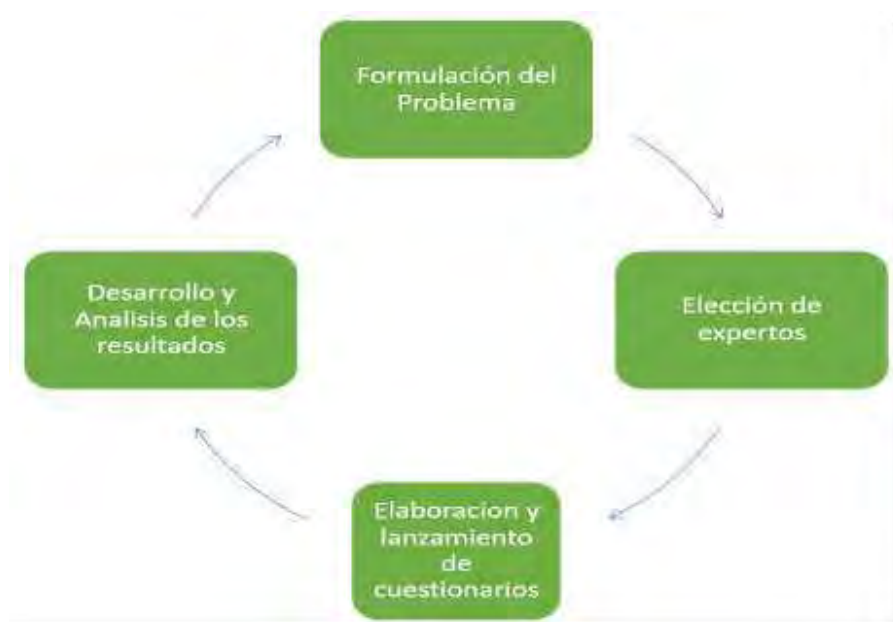 Formulación del
Problema
Elección de
expertos
Elaboracion y
lanzamiento
de
cuestionarios
Desarrollo y
Analisis de los
resultados